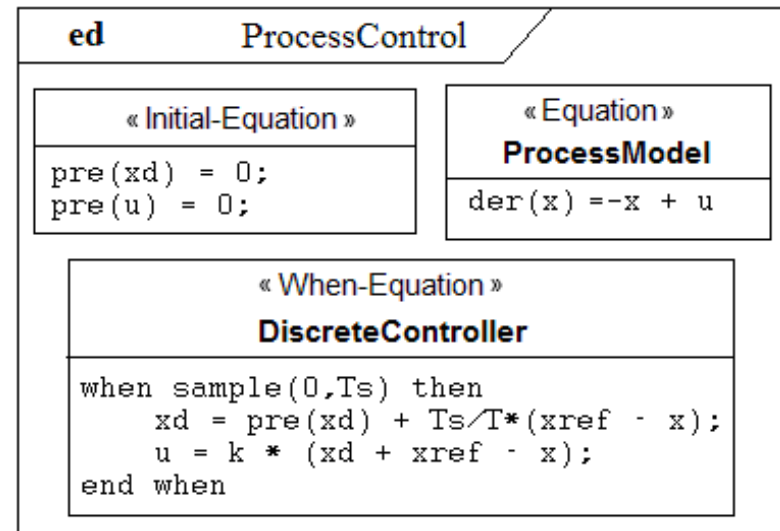 ed ProcessControl
«Initial-Equation»
pre(xd) = 0;
pre(u) = 0;
«Equation»
ProcessModel
der(x) =-x + u
«When-Equation»
DiscreteController
when sample(0,Ts) then
xd = pre(xd) + Ts/T*(xref - x);
u = k * (xd + xref - x);
end when